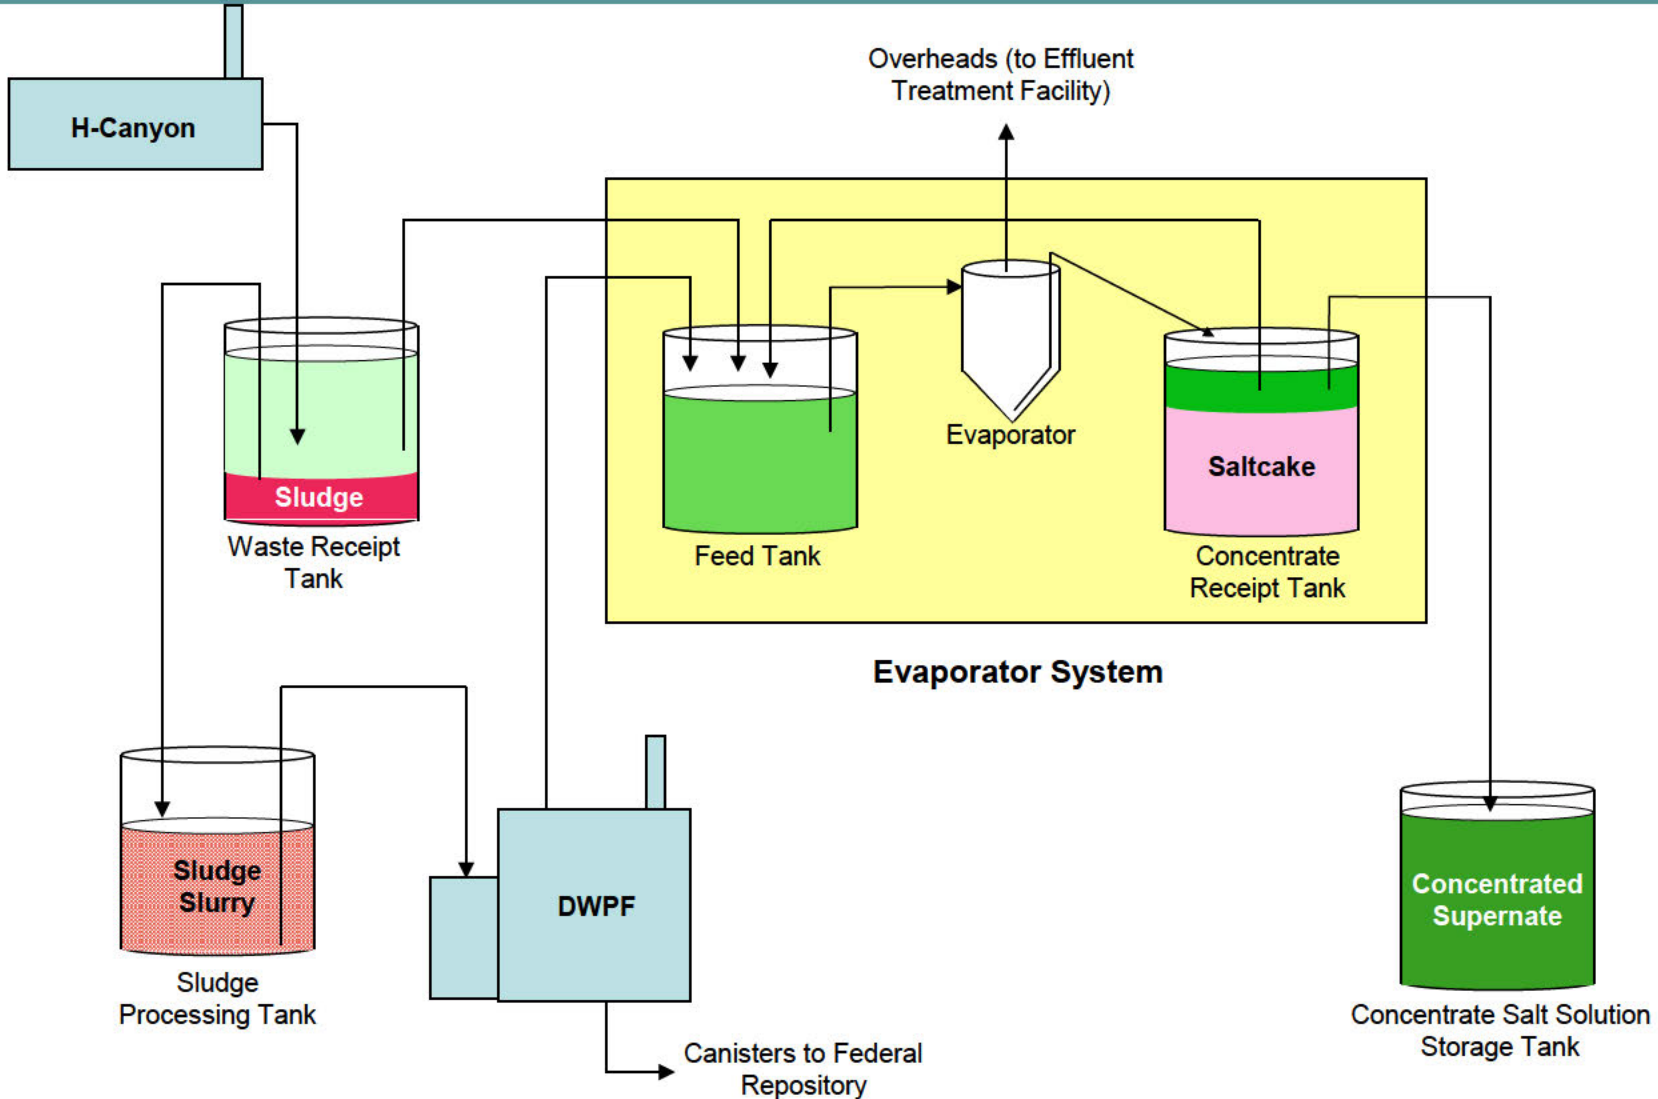 Overheads (to Effluent
Treatment Facility)
H-Canyon
Evaporator
Saltcake
Sludge
Waste Receipt
Tank
Feed Tank
Concentrate
Receipt Tank
Evaporator System
Sludge
Slurry
DWPF
Concentrated
Supernate
Sludge
Processing Tank
Concentrate Salt Solution
Storage Tank
Canisters to Federal
Repository